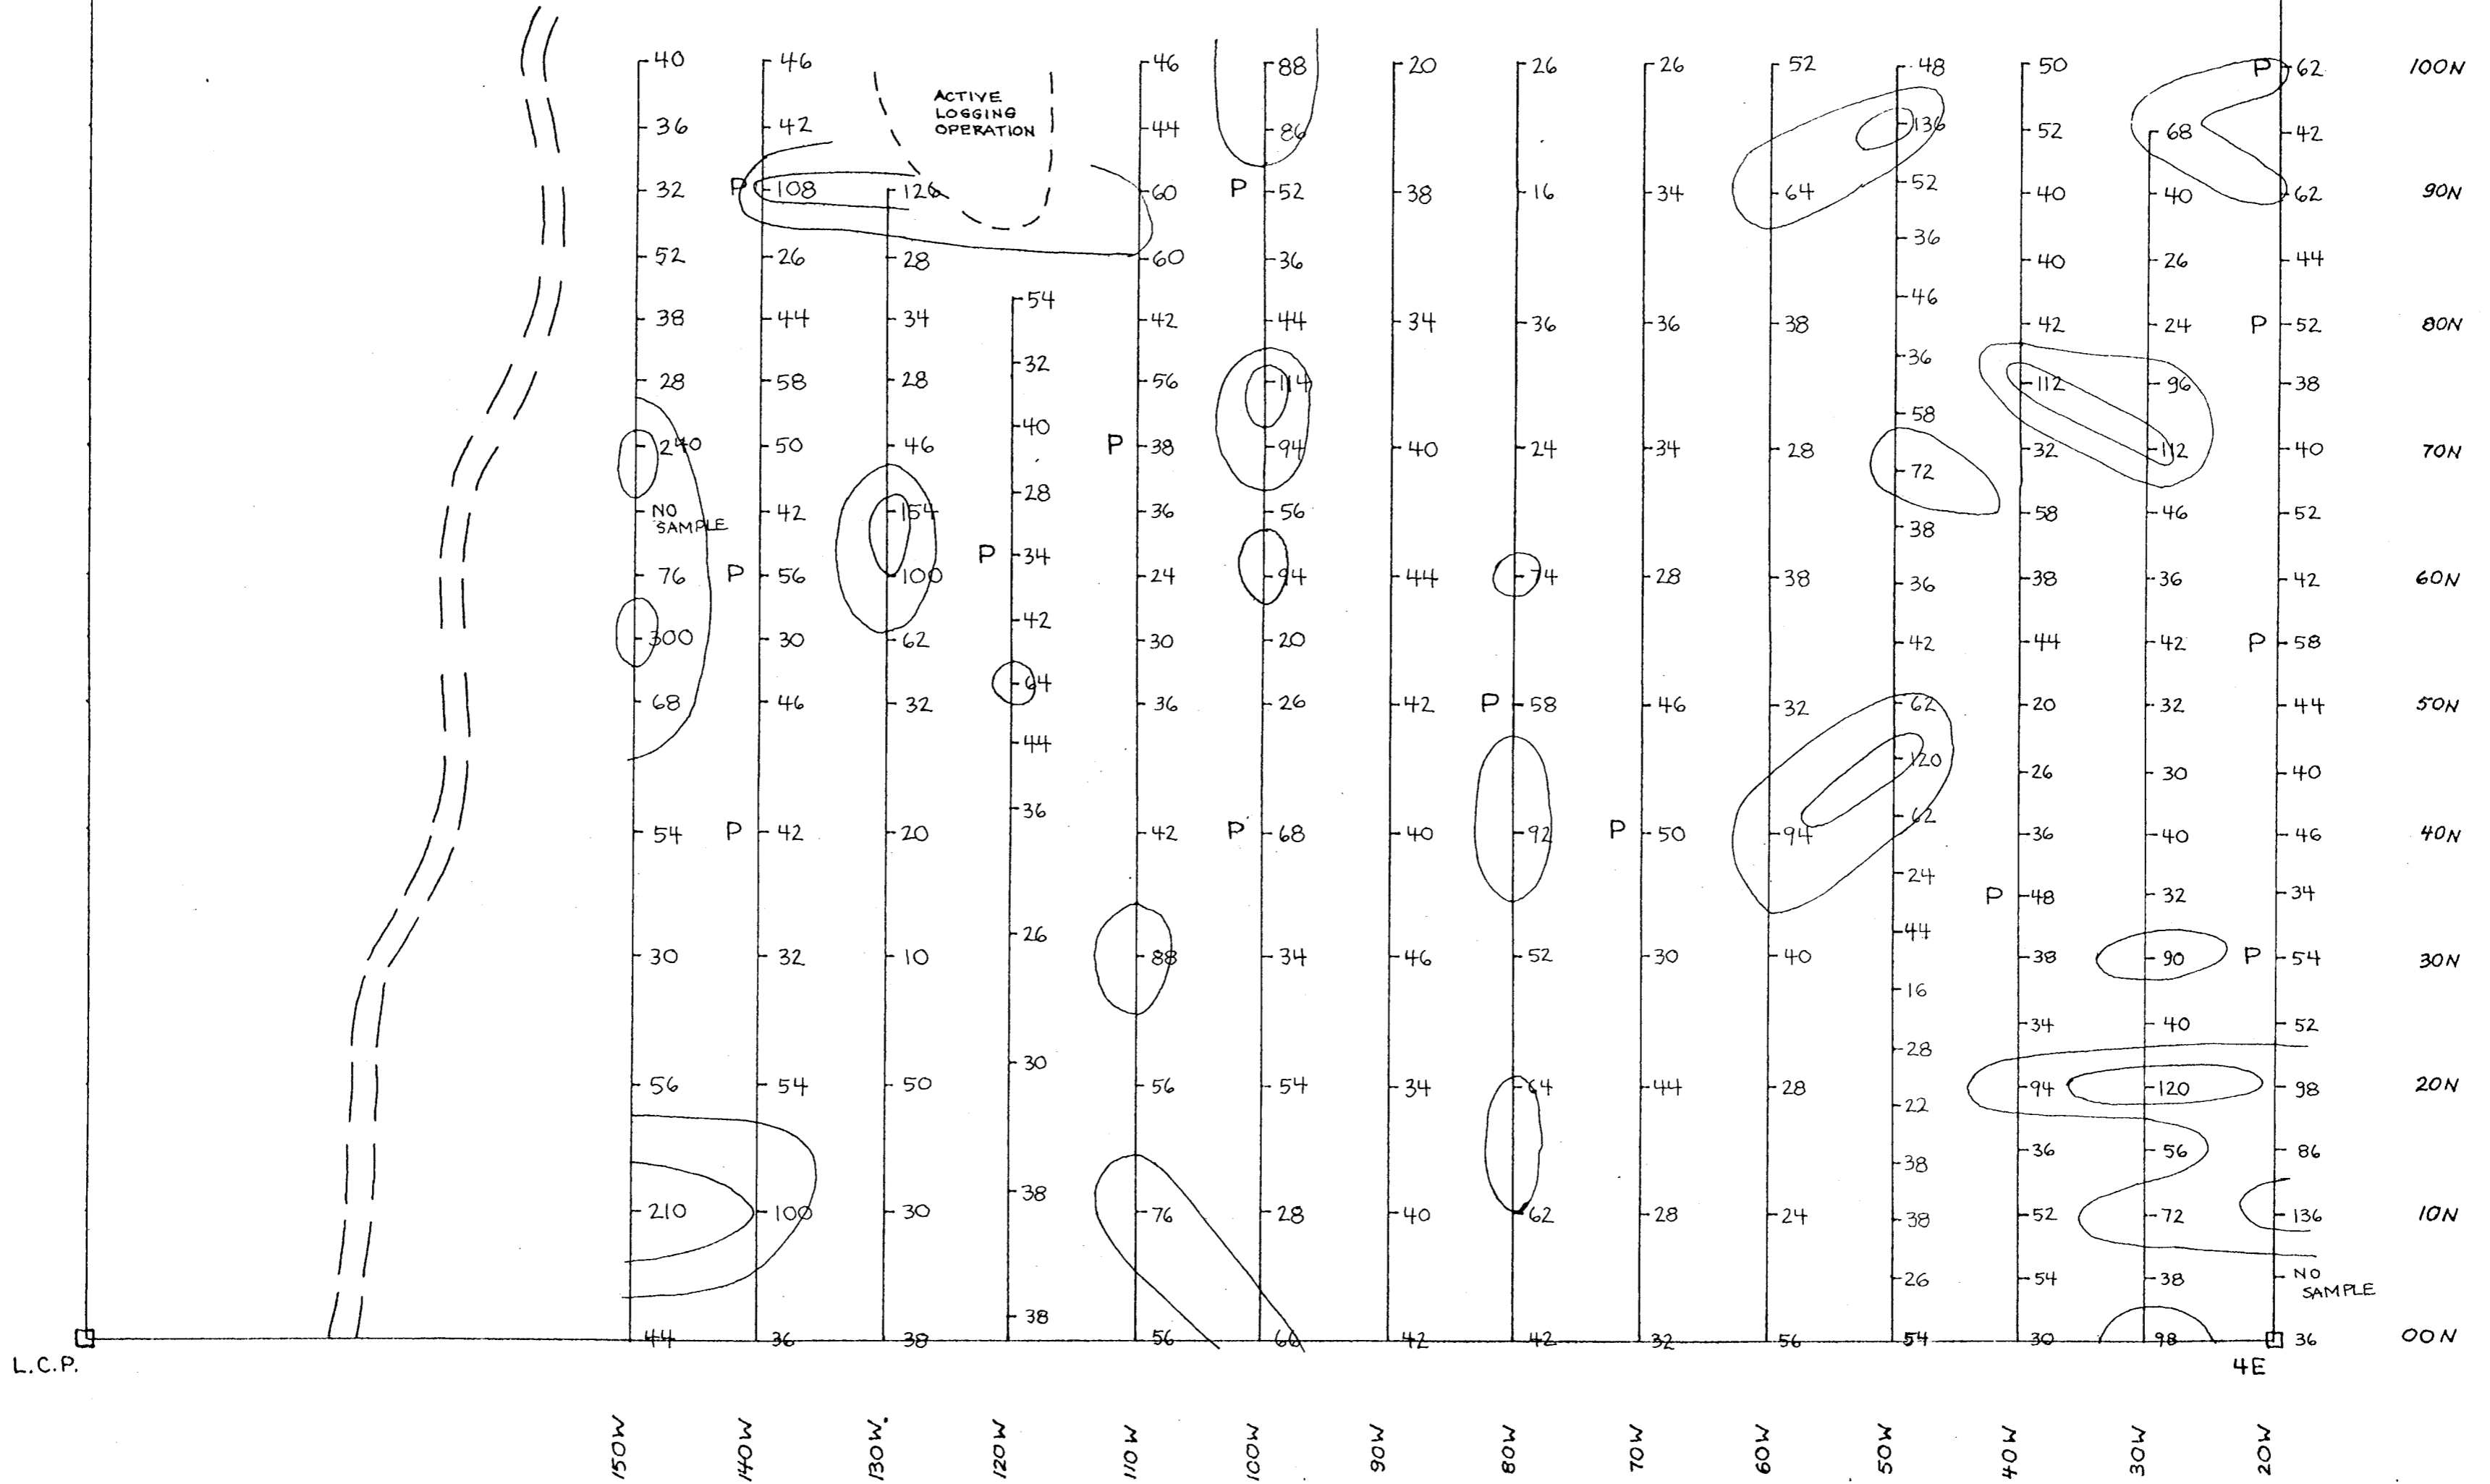 40 46 46 88 20 26 26 52 48 50 P 62 100N
ACTIVE
LOGGING
OPERATION
36 42 44 86 136 52 68 42
32 P 108 126 60 P 52 38 16 34 64 52 40 40 62 90N
36
52 26 28 60 36 40 26 44
54 46
38 44 34 42 44 34 36 36 38 42 24 P 52 80N
32 36
28 58 28 56 114 112 96 38
40 58
240 50 46 P 38 94 40 24 34 28 32 112 40 70N
28 72
NO
SAMPLE
42 154 36 56 58 46 52
38
P 34
76 P 56 100 24 94 44 74 28 38 36 38 36 42 60N
42
300 30 62 30 20 42 44 42 P 58
64
68 46 32 36 26 42 P 58 46 32 62 20 32 44 50N
44 120
26 30 40
36 62
54 P 42 20 42 P 68 40 92 P 50 94 36 40 46 40N
24
P 48 32 34
26 44
30 32 10 88 34 46 52 30 40 38 90 P 54 30N
16
34 40 52
30 28
56 54 50 56 54 34 64 44 28 94 120 98 20N
22
36 56 86
38 38
210 100 30 76 28 40 62 28 24 38 52 72 136 10N
26 54 38 NO
SAMPLE
38
44 36 38 56 66 42 42 32 56 54 30 98 36 00N
L.C.P. 4E
150W 140W 130W. 120W 110W 100W 90W 80W 70W 60W 50W 40W 30W 20W